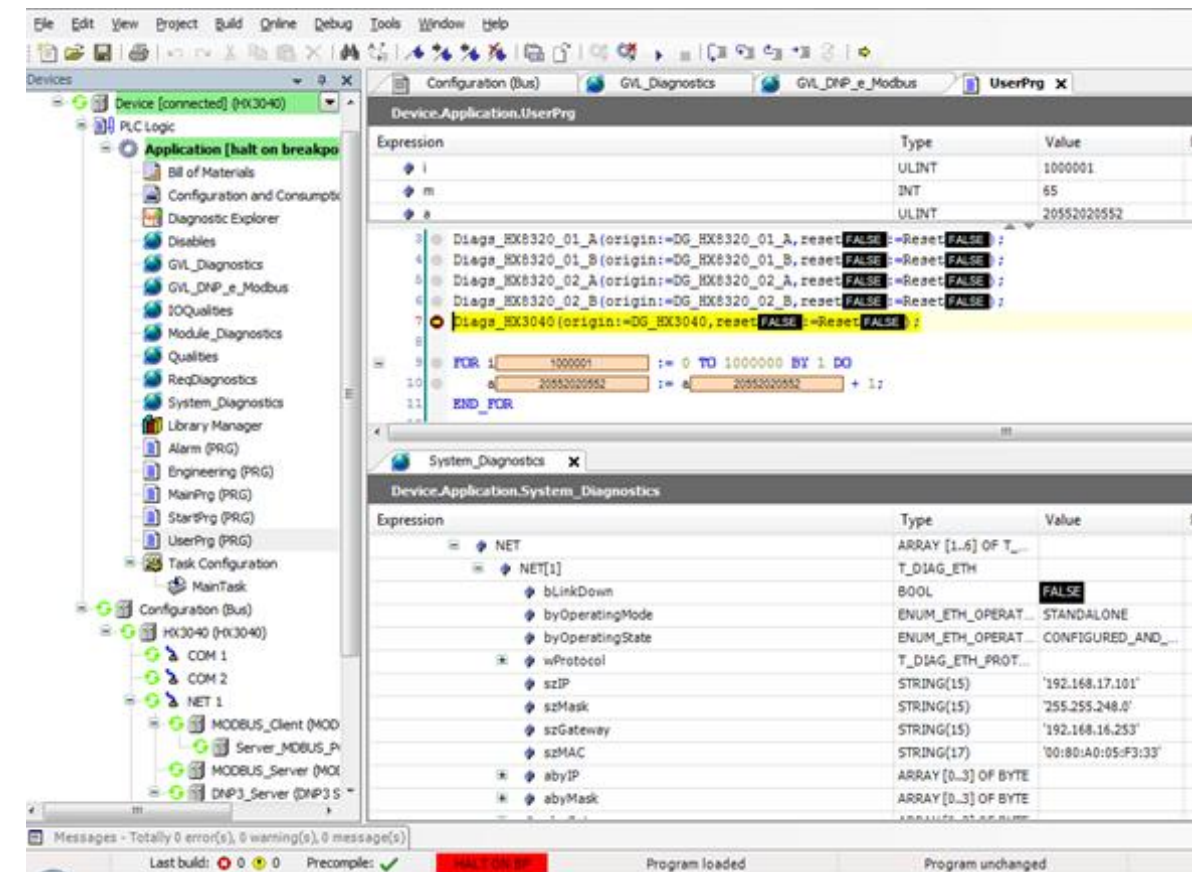 File Edit View Project Build Online Debug Tools Window Help
Devices
Configuration (Bus) GVL_Diagnostics GVL_DNP_e_Modbus UserPrg X
Device [connected] (HX3040)
PLC Logic
Application [halt on breakpo
Bill of Materials
Configuration and Consumptic
Diagnostic Explorer
Disables
GVL_Diagnostics
GVL_DNP_e_Modbus
IOQualities
Module_Diagnostics
Qualities
ReqDiagnostics
System_Diagnostics
Library Manager
Alarm (PRG)
Engineering (PRG)
MainPrg (PRG)
StartPrg (PRG)
UserPrg (PRG)
Task Configuration
MainTask
Configuration (Bus)
HX3040 (HX3040)
COM 1
COM 2
NET 1
MODBUS_Client (MOD
Server_MDBUS_P
MODBUS_Server (MOD
DNP3_Server (DNP3 S
Device.Application.UserPrg
Expression Type Value
i ULINT 1000001
m INT 65
a ULINT 20552020552
3 Diags_HX8320_01_A(origin:=DG_HX8320_01_A,reset FALSE :=Reset FALSE );
4 Diags_HX8320_01_B(origin:=DG_HX8320_01_B,reset FALSE :=Reset FALSE );
5 Diags_HX8320_02_A(origin:=DG_HX8320_02_A,reset FALSE :=Reset FALSE );
6 Diags_HX8320_02_B(origin:=DG_HX8320_02_B,reset FALSE :=Reset FALSE );
7 Diags_HX3040(origin:=DG_HX3040,reset FALSE :=Reset FALSE );
8
9 FOR i 1000001 := 0 TO 1000000 BY 1 DO
10 a 20552020552 := a 20552020552 + 1;
11 END_FOR
System_Diagnostics X
Device.Application.System_Diagnostics
Expression Type Value
NET ARRAY [1..6] OF T_...
NET[1] T_DIAG_ETH
bLinkDown BOOL FALSE
byOperatingMode ENUM_ETH_OPERAT... STANDALONE
byOperatingState ENUM_ETH_OPERAT... CONFIGURED_AND_...
wProtocol T_DIAG_ETH_PROT...
szIP STRING(15) '192.168.17.101'
szMask STRING(15) '255.255.248.0'
szGateway STRING(15) '192.168.16.253'
szMAC STRING(17) '00:80:A0:05:F3:33'
abyIP ARRAY [0..3] OF BYTE
abyMask ARRAY [0..3] OF BYTE
Messages - Totally 0 error(s), 0 warning(s), 0 message(s)
Last build: 0 0 Precompile: HALT ON BP Program loaded Program unchanged